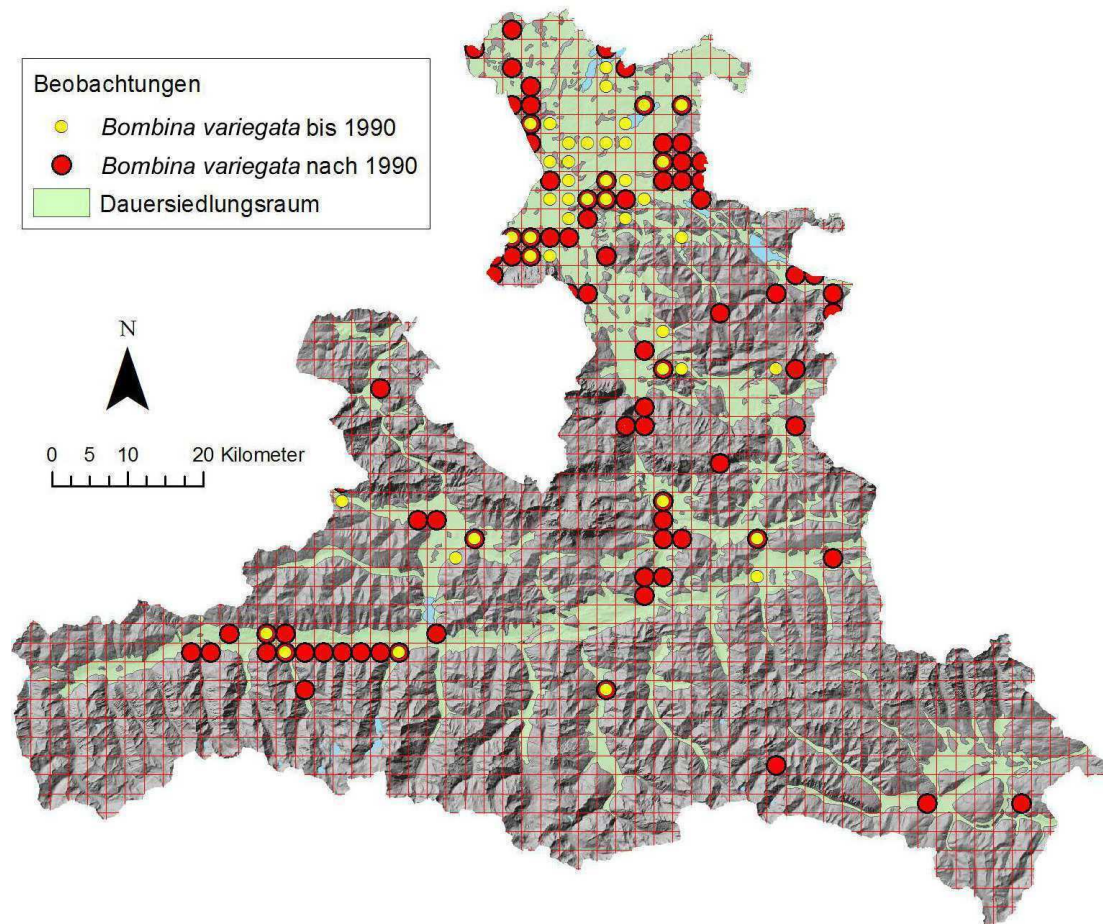 Beobachtungen
Bombina variegata bis 1990
Bombina variegata nach 1990
Dauersiedlungsraum
N
0 5 10 20 Kilometer